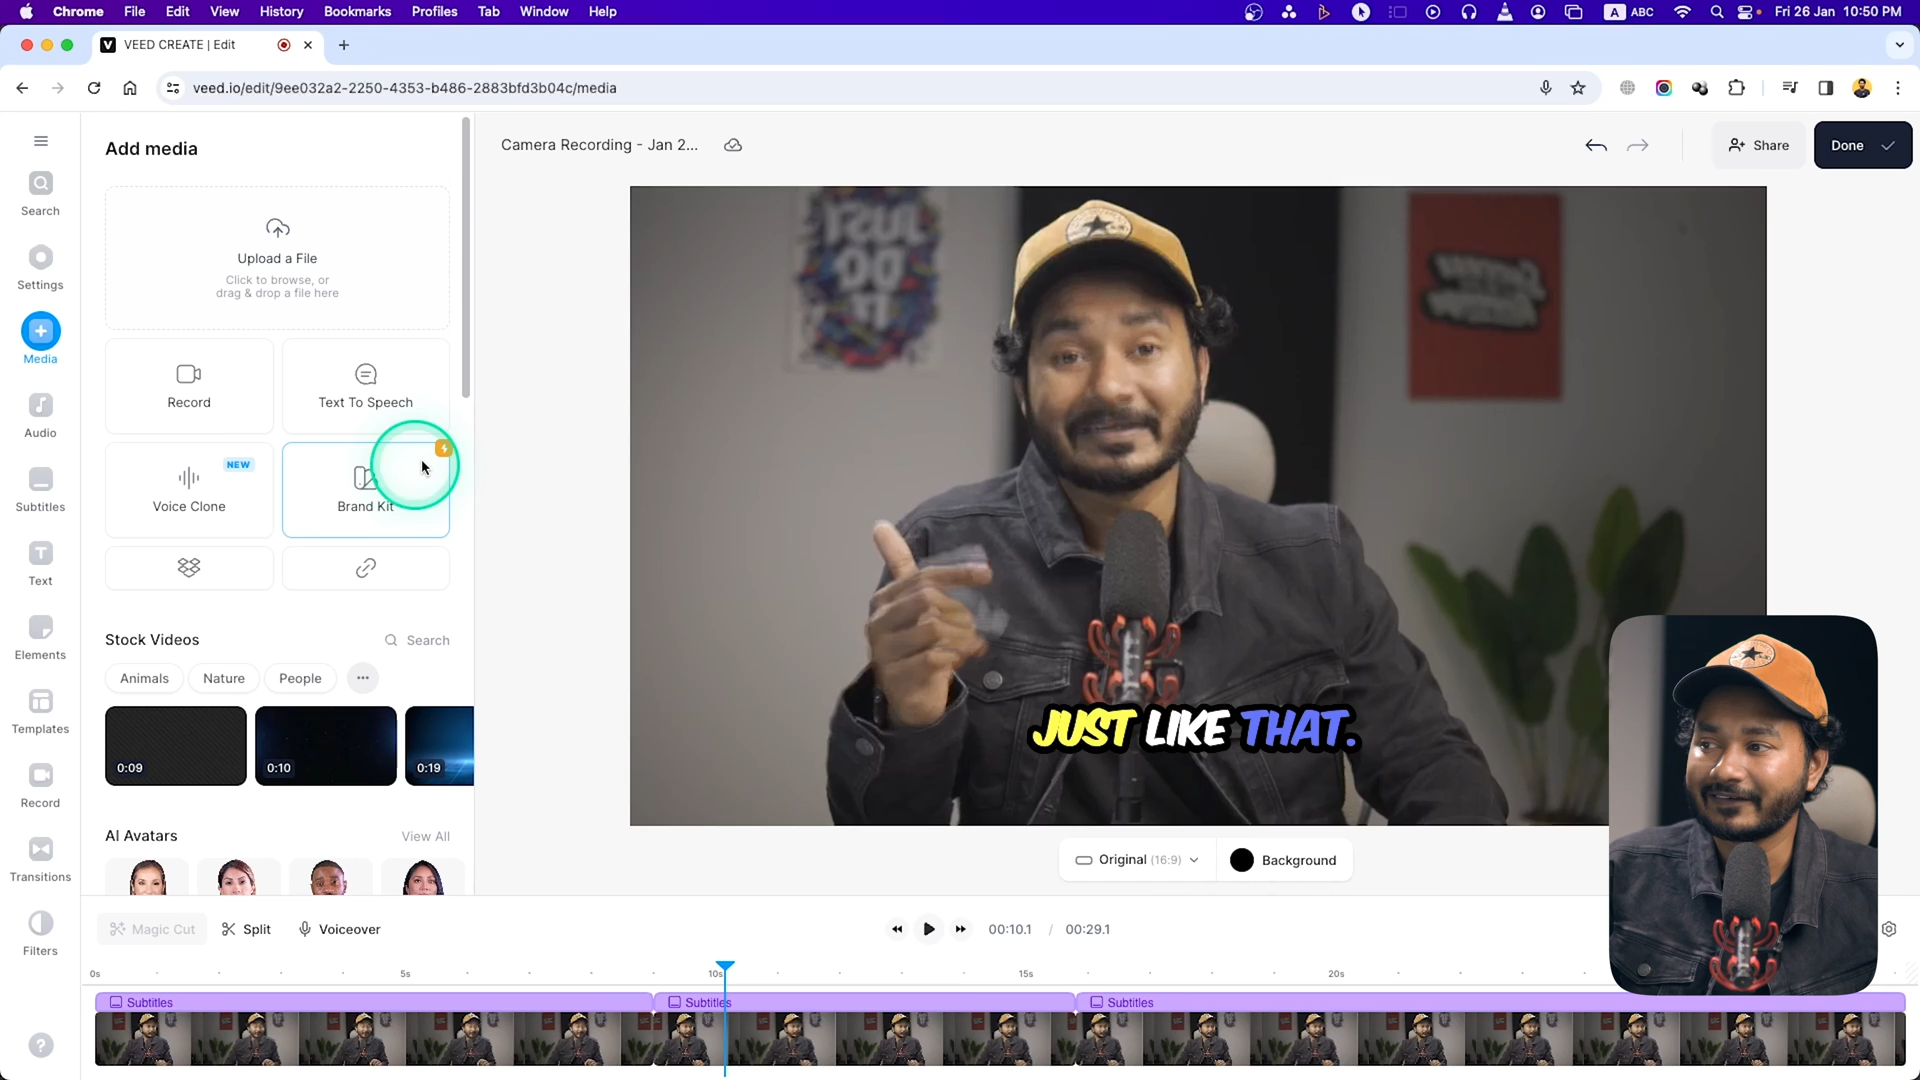 Chrome File Edit View History Bookmarks Profiles Tab Window Help
A ABC Fri 26 Jan 10:50 PM
VEED CREATE | Edit
veed.io/edit/9ee032a2-2250-4353-b486-2883bfd3b04c/media
Add media
Camera Recording - Jan 2...
Share
Done
Search
Settings
Media
Audio
Subtitles
Text
Elements
Templates
Record
Transitions
Filters
Upload a File
Click to browse, or
drag & drop a file here
Record
Text To Speech
NEW
Voice Clone
Brand Kit
Stock Videos
Search
Animals
Nature
People
0:09
0:10
0:19
AI Avatars
View All
JUST
DO
IT
JUST LIKE THAT.
Original (16:9)
Background
Magic Cut
Split
Voiceover
00:10.1 / 00:29.1
0s 5s 10s 15s 20s
Subtitles Subtitles Subtitles